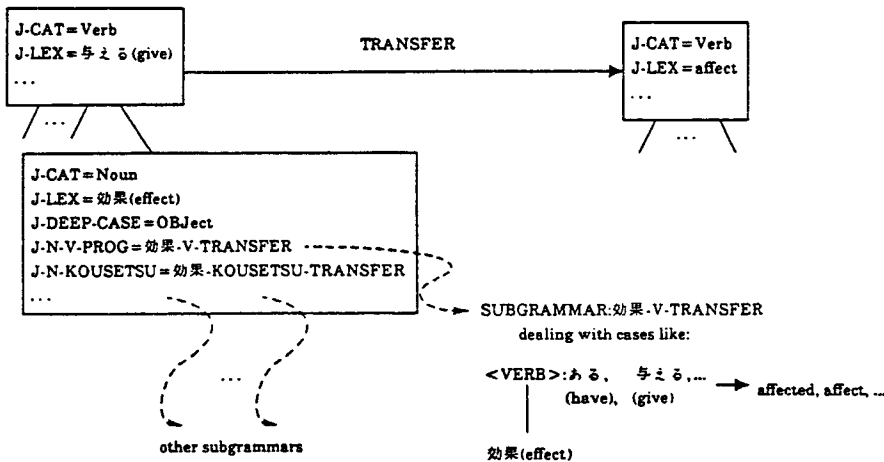 J-CAT=Verb
J-LEX=与える(give)
...
...
TRANSFER
J-CAT=Verb
J-LEX=affect
...
...
J-CAT=Noun
J-LEX=効果(effect)
J-DEEP-CASE=OBJect
J-N-V-PROG=効果-V-TRANSFER
J-N-KOUSETSU=効果-KOUSETSU-TRANSFER
...
...
other subgrammars
SUBGRAMMAR:効果-V-TRANSFER
dealing with cases like:
<VERB>:ある, 与える,...
(have), (give)
affected, affect, ...
効果(effect)